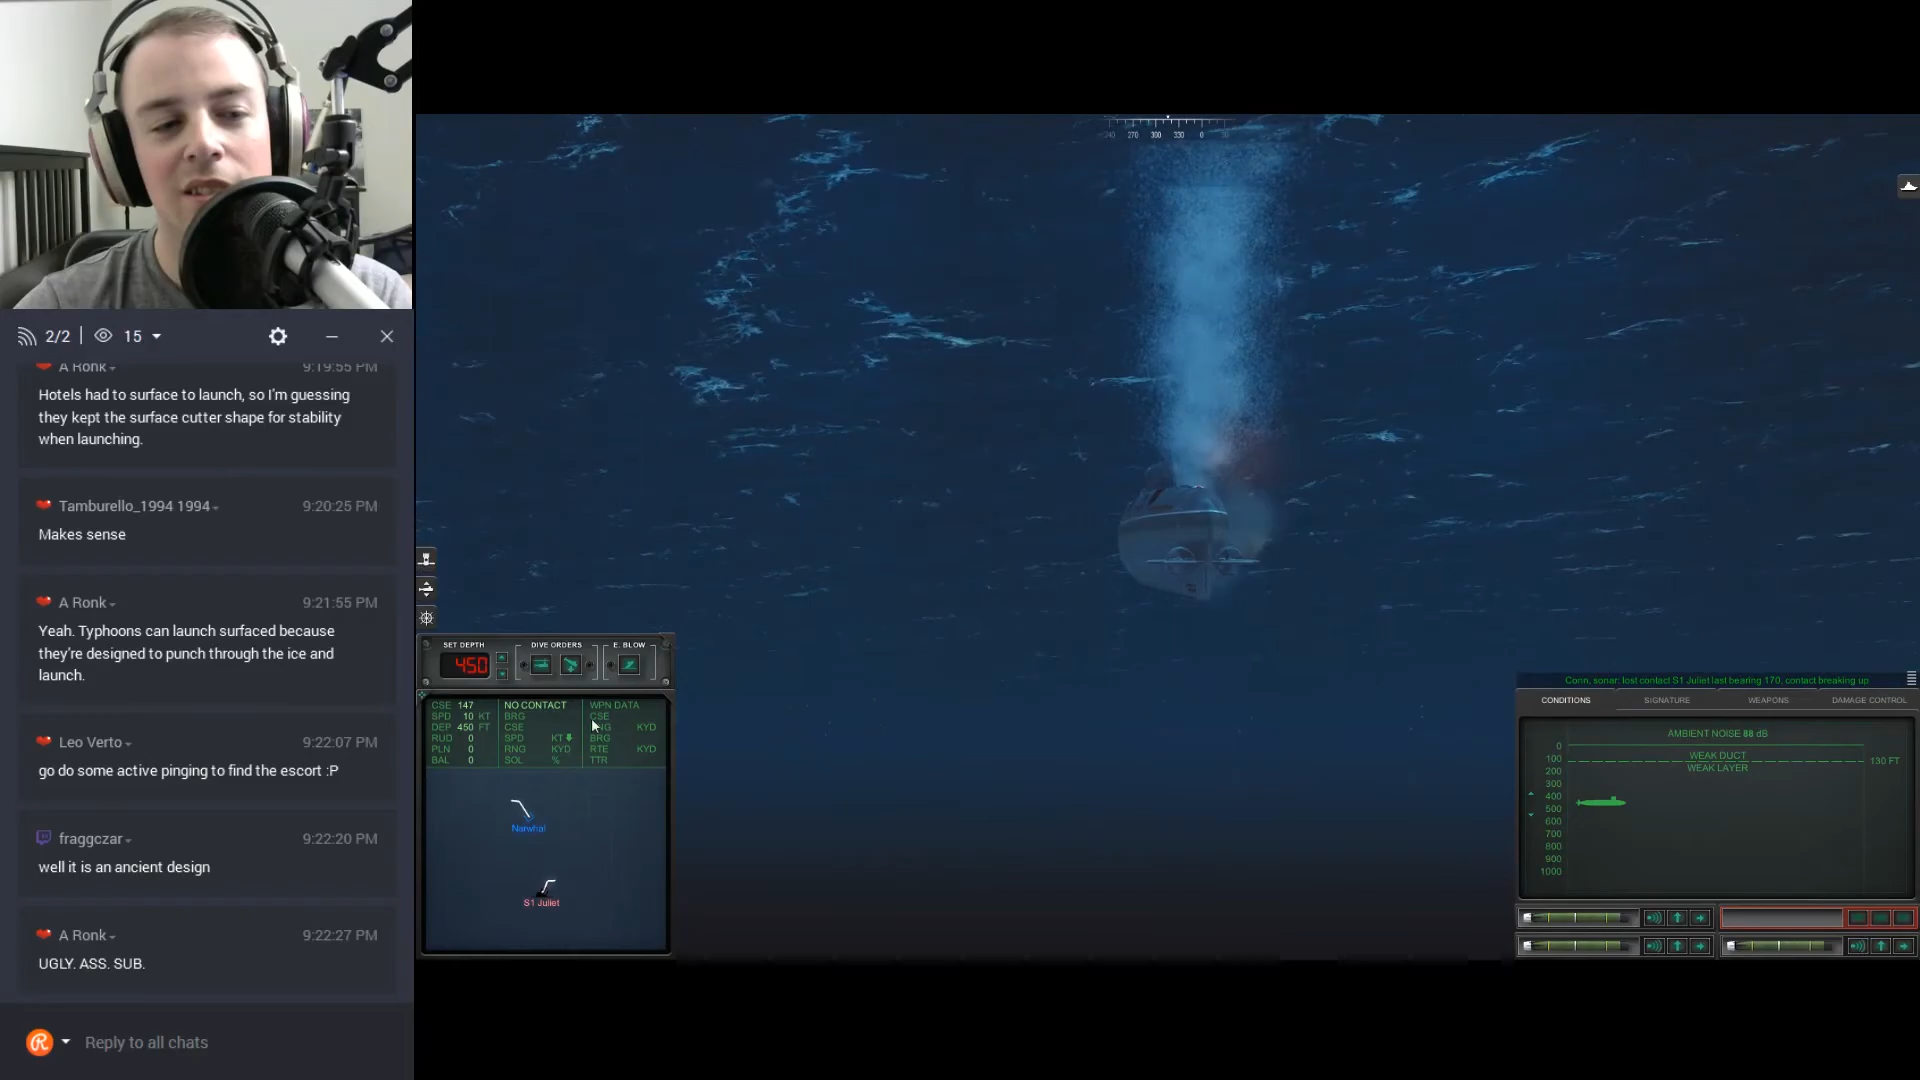 2/2 15
A Ronk 9:19:55 PM
Hotels had to surface to launch, so I'm guessing
they kept the surface cutter shape for stability
when launching.
Tamburello_1994 1994 9:20:25 PM
Makes sense
A Ronk 9:21:55 PM
Yeah. Typhoons can launch surfaced because
they're designed to punch through the ice and
launch.
Leo Verto 9:22:07 PM
go do some active pinging to find the escort :P
fraggczar 9:22:20 PM
well it is an ancient design
A Ronk 9:22:27 PM
UGLY. ASS. SUB.
Reply to all chats
270 300 330 0
SET DEPTH DIVE ORDERS E. BLOW
450
CSE 147 NO CONTACT WPN DATA
SPD 10 KT BRG CSE
DEP 450 FT CSE KYD
RUD 0 SPD KT BRG
PLN 0 RNG KYD RTE KYD
BAL 0 SOL % TTR
Narwhal
S1 Juliet
Conn, sonar: lost contact S1 Juliet last bearing 170, contact breaking up
CONDITIONS SIGNATURE WEAPONS DAMAGE CONTROL
AMBIENT NOISE 88 dB
0
100 WEAK DUCT 130 FT
200 WEAK LAYER
300
400
500
600
700
800
900
1000